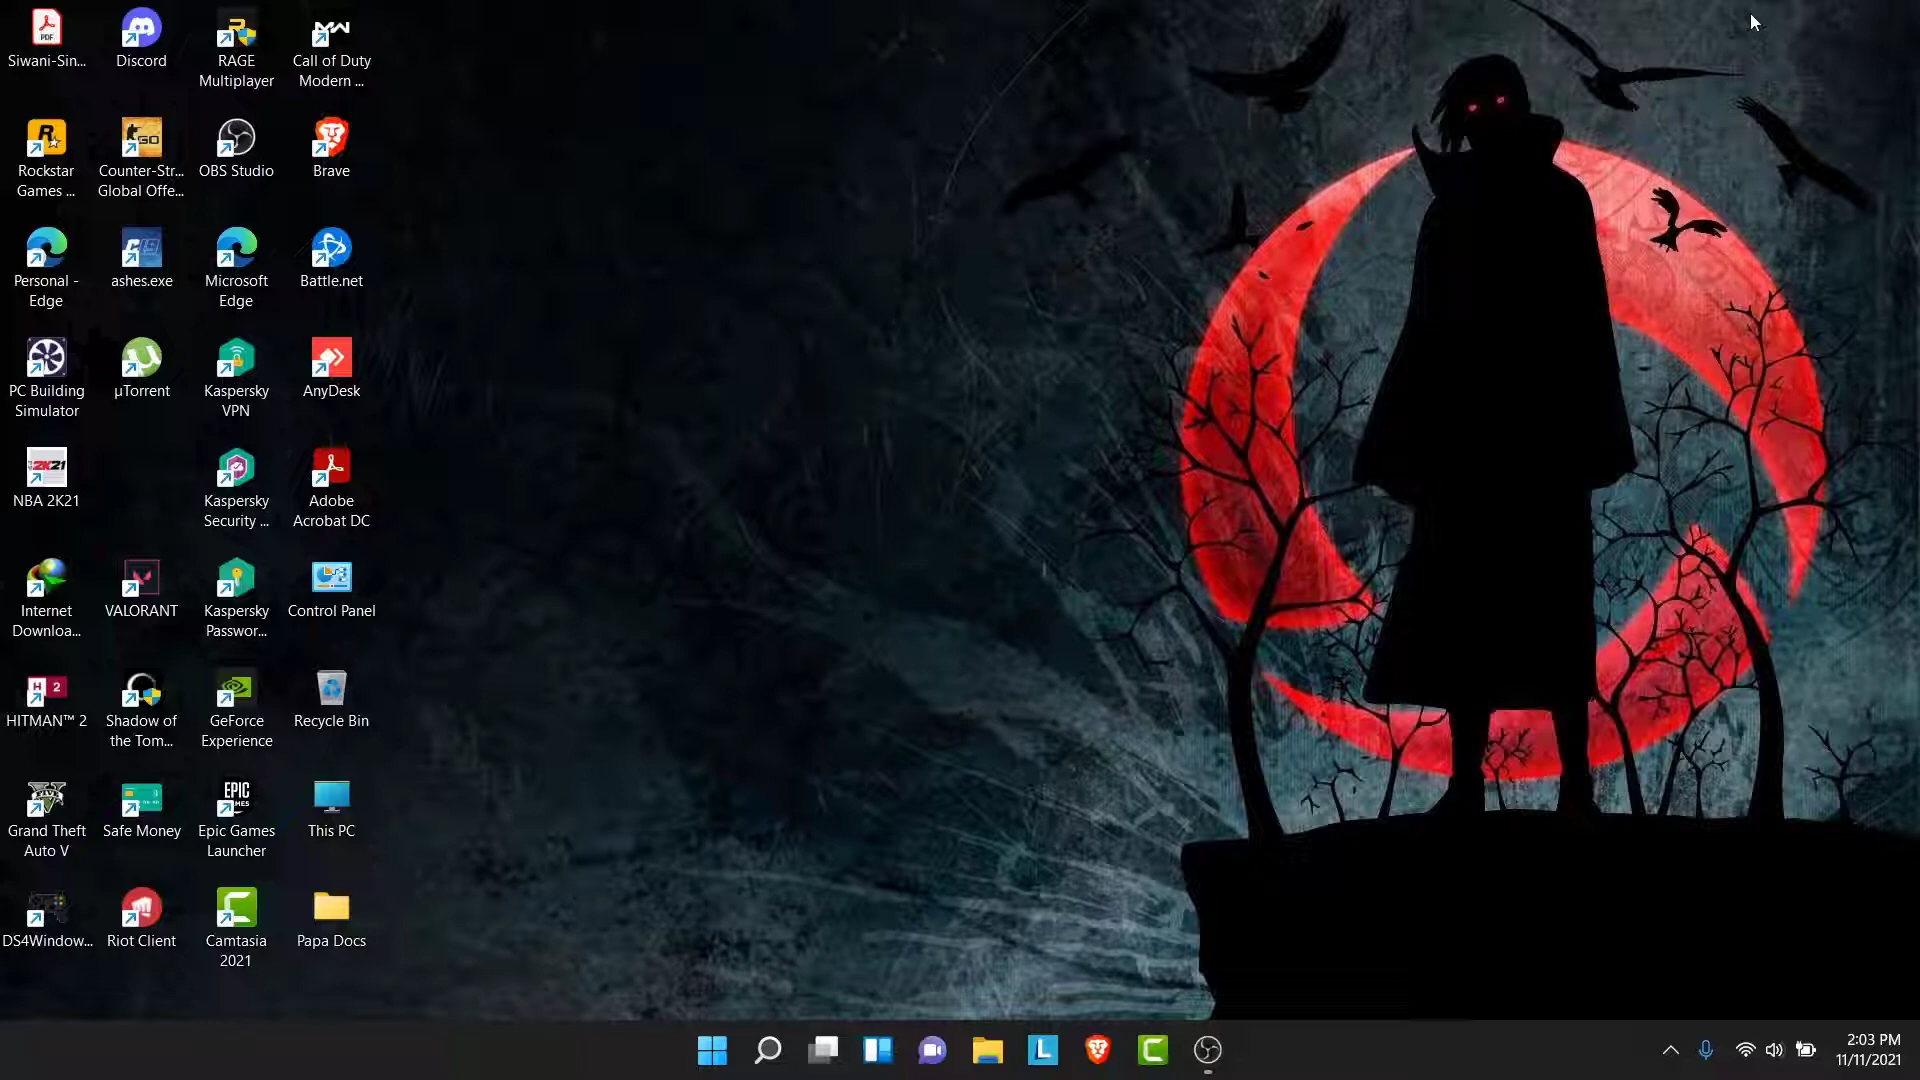 Siwani-Sin...
Discord
RAGE
Multiplayer
Call of Duty
Modern ...
Rockstar
Games ...
Counter-Str...
Global Offe...
OBS Studio
Brave
Personal -
Edge
ashes.exe
Microsoft
Edge
Battle.net
PC Building
Simulator
µTorrent
Kaspersky
VPN
AnyDesk
NBA 2K21
Kaspersky
Security ...
Adobe
Acrobat DC
Internet
Downloa...
VALORANT
Kaspersky
Passwor...
Control Panel
HITMAN™ 2
Shadow of
the Tom...
GeForce
Experience
Recycle Bin
Grand Theft
Auto V
Safe Money
Epic Games
Launcher
This PC
DS4Window...
Riot Client
Camtasia
2021
Papa Docs
2:03 PM
11/11/2021